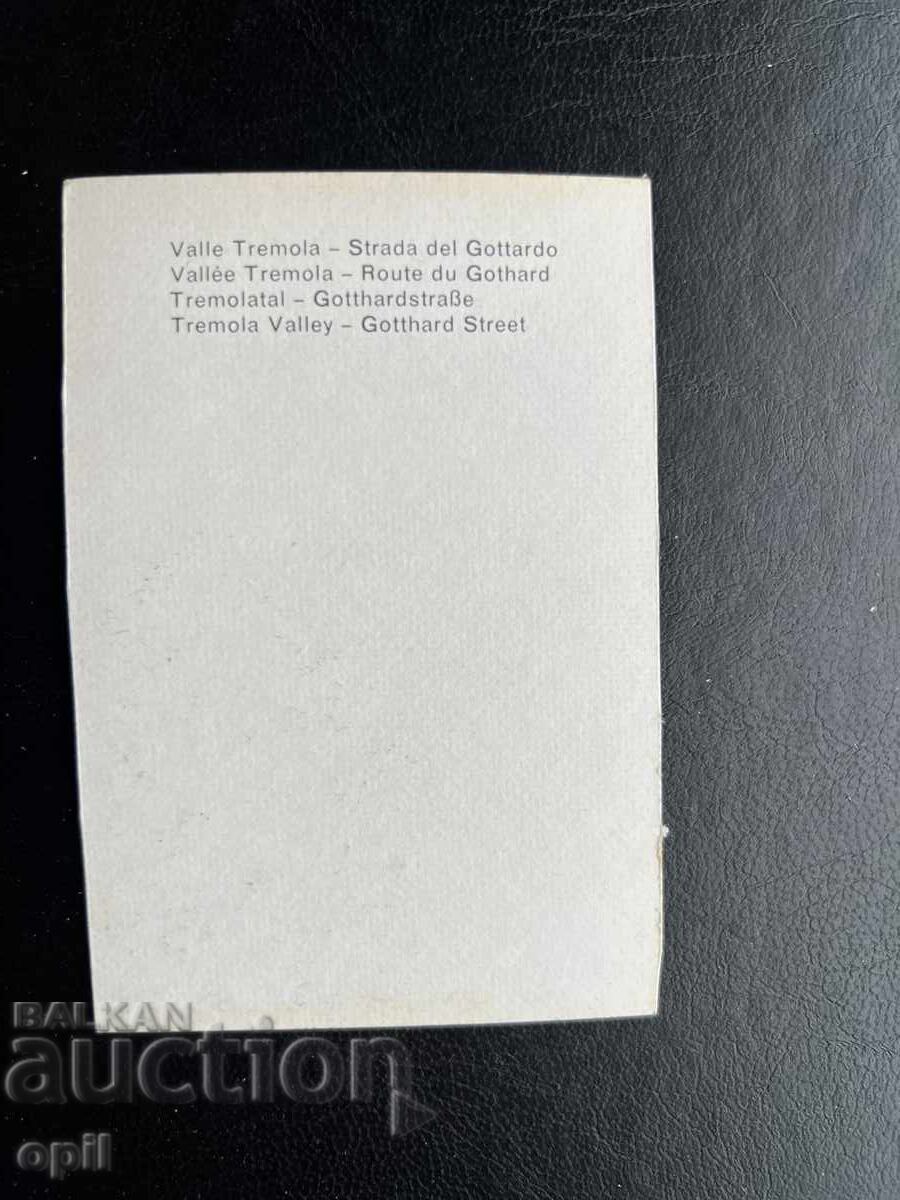 Valle Tremola – Strada del Gottardo
Vallée Tremola – Route du Gothard
Tremolatal – Gotthardstraße
Tremola Valley – Gotthard Street
BALKAN
auction
opil